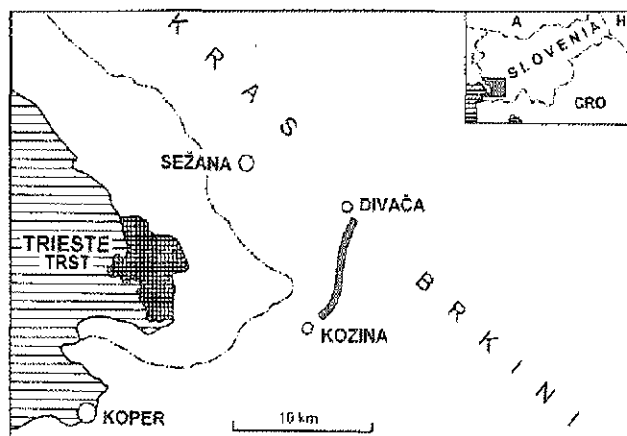 KRAS
A
H
SLOVENIA
CRO
SEŽANA
DIVAČA
TRIESTE
TRST
BRKINI
KOZINA
KOPER
10 km